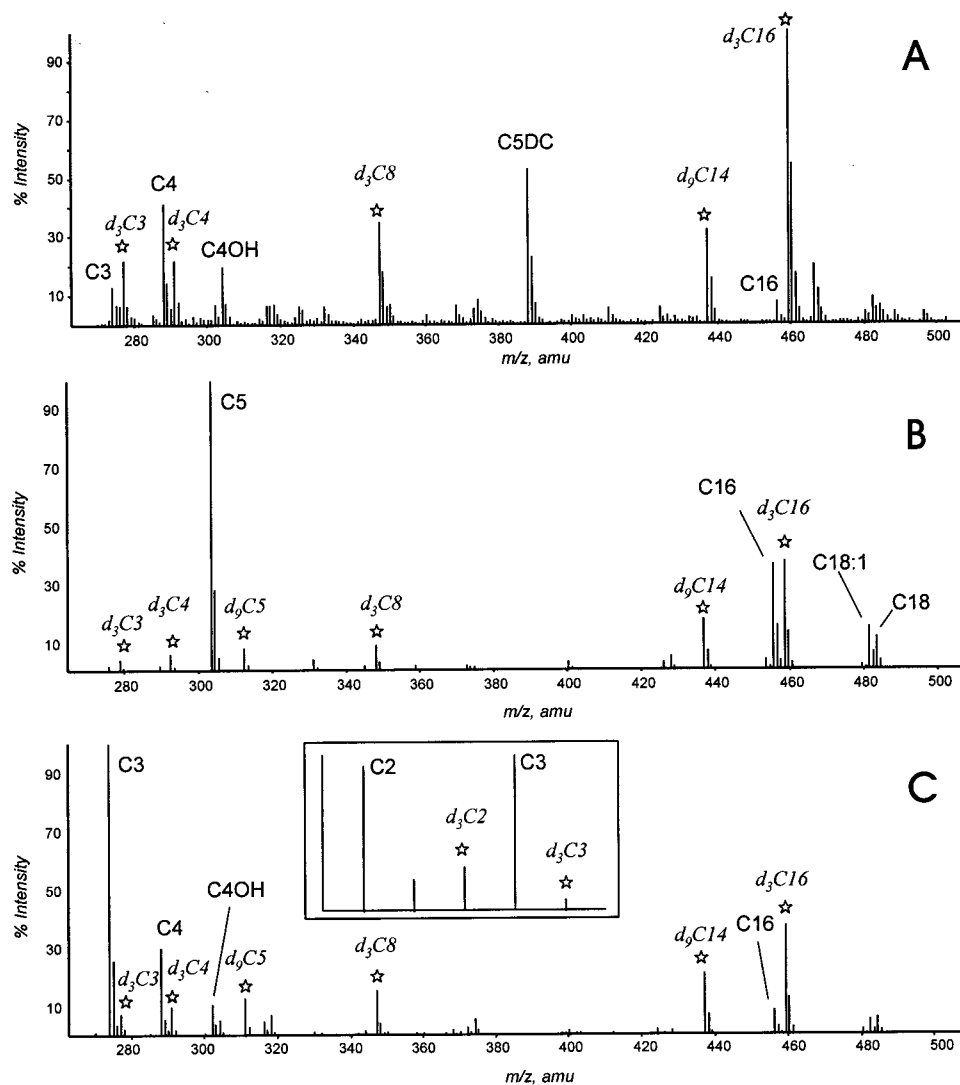 A
% Intensity
90
70
50
30
10
C3
d₃C3
C4
d₃C4
C4OH
d₃C8
C5DC
d₉C14
C16
d₃C16
280 300 320 340 360 380 400 420 440 460 480 500
m/z, amu
B
% Intensity
90
70
50
30
10
d₃C3
d₃C4
C5
d₉C5
d₃C8
d₉C14
C16
d₃C16
C18:1
C18
280 300 320 340 360 380 400 420 440 460 480 500
m/z, amu
C
% Intensity
90
70
50
30
10
C3
d₃C3
C4
d₃C4
C4OH
d₉C5
C2
d₃C2
C3
d₃C3
d₃C8
d₉C14
C16
d₃C16
280 300 320 340 360 380 400 420 440 460 480 500
m/z, amu